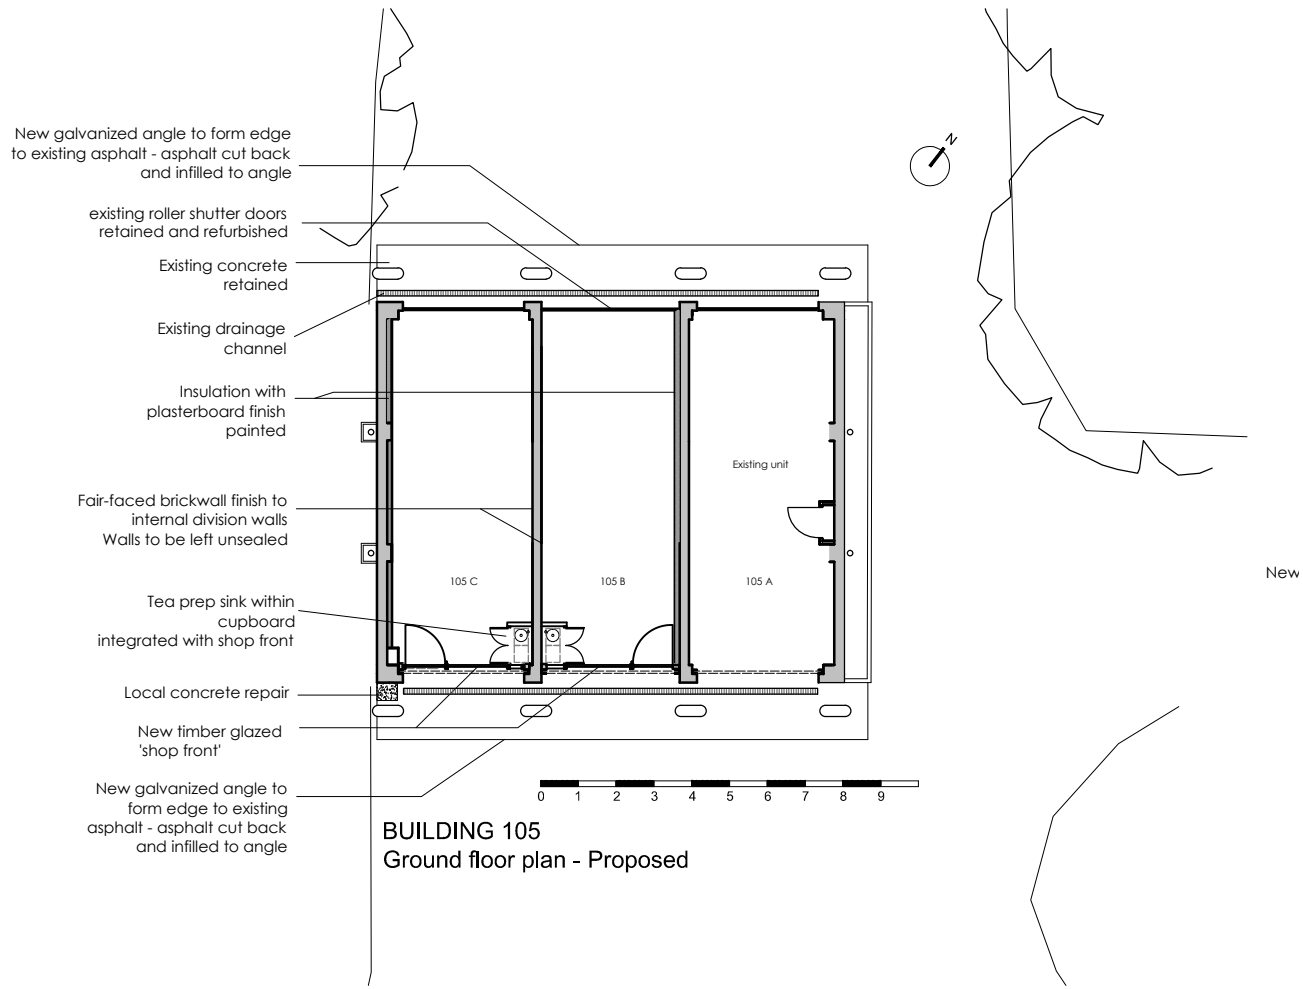 New galvanized angle to form edge
to existing asphalt - asphalt cut back
and infilled to angle
existing roller shutter doors
retained and refurbished
Existing concrete
retained
Existing drainage
channel
Insulation with
plasterboard finish
painted
Fair-faced brickwall finish to
internal division walls
Walls to be left unsealed
Tea prep sink within
cupboard
integrated with shop front
Local concrete repair
New timber glazed
'shop front'
New galvanized angle to
form edge to existing
asphalt - asphalt cut back
and infilled to angle
N
Existing unit
105 C
105 B
105 A
New
0 1 2 3 4 5 6 7 8 9
BUILDING 105
Ground floor plan - Proposed